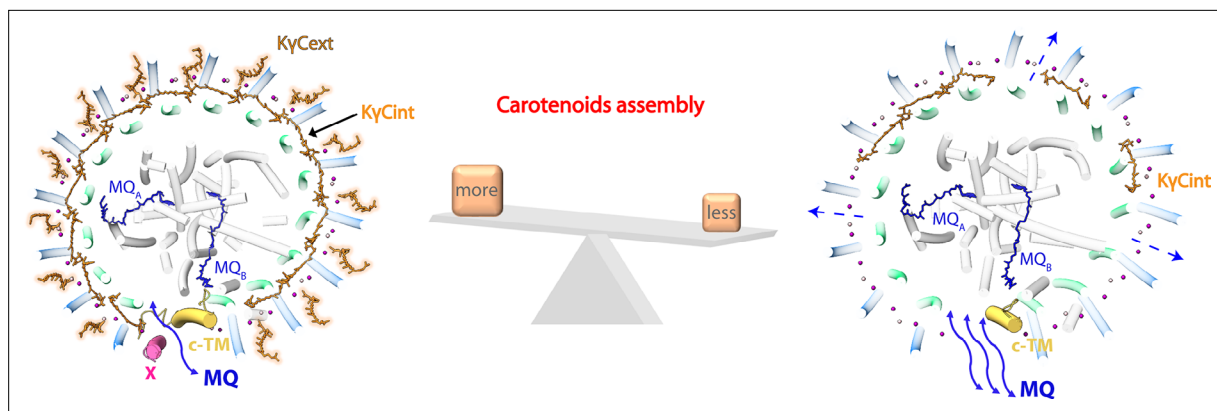 KγCext
KγCint
MQA
MQB
c-TM
X
MQ
Carotenoids assembly
more
less
KγCint
MQA
MQB
c-TM
MQ